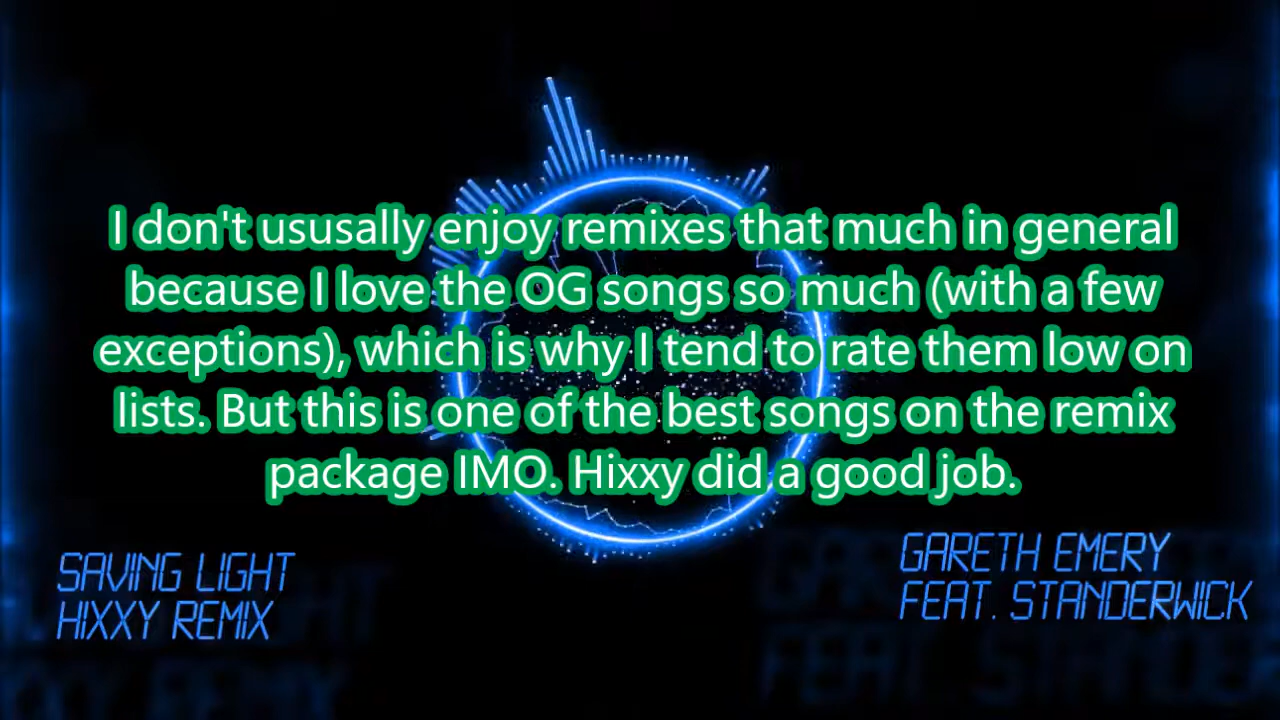 I don't ususally enjoy remixes that much in general
because I love the OG songs so much (with a few
exceptions), which is why I tend to rate them low on
lists. But this is one of the best songs on the remix
package IMO. Hixxy did a good job.
SAVING LIGHT
HIXXY REMIX
GARETH EMERY
FEAT. STANDERWICK